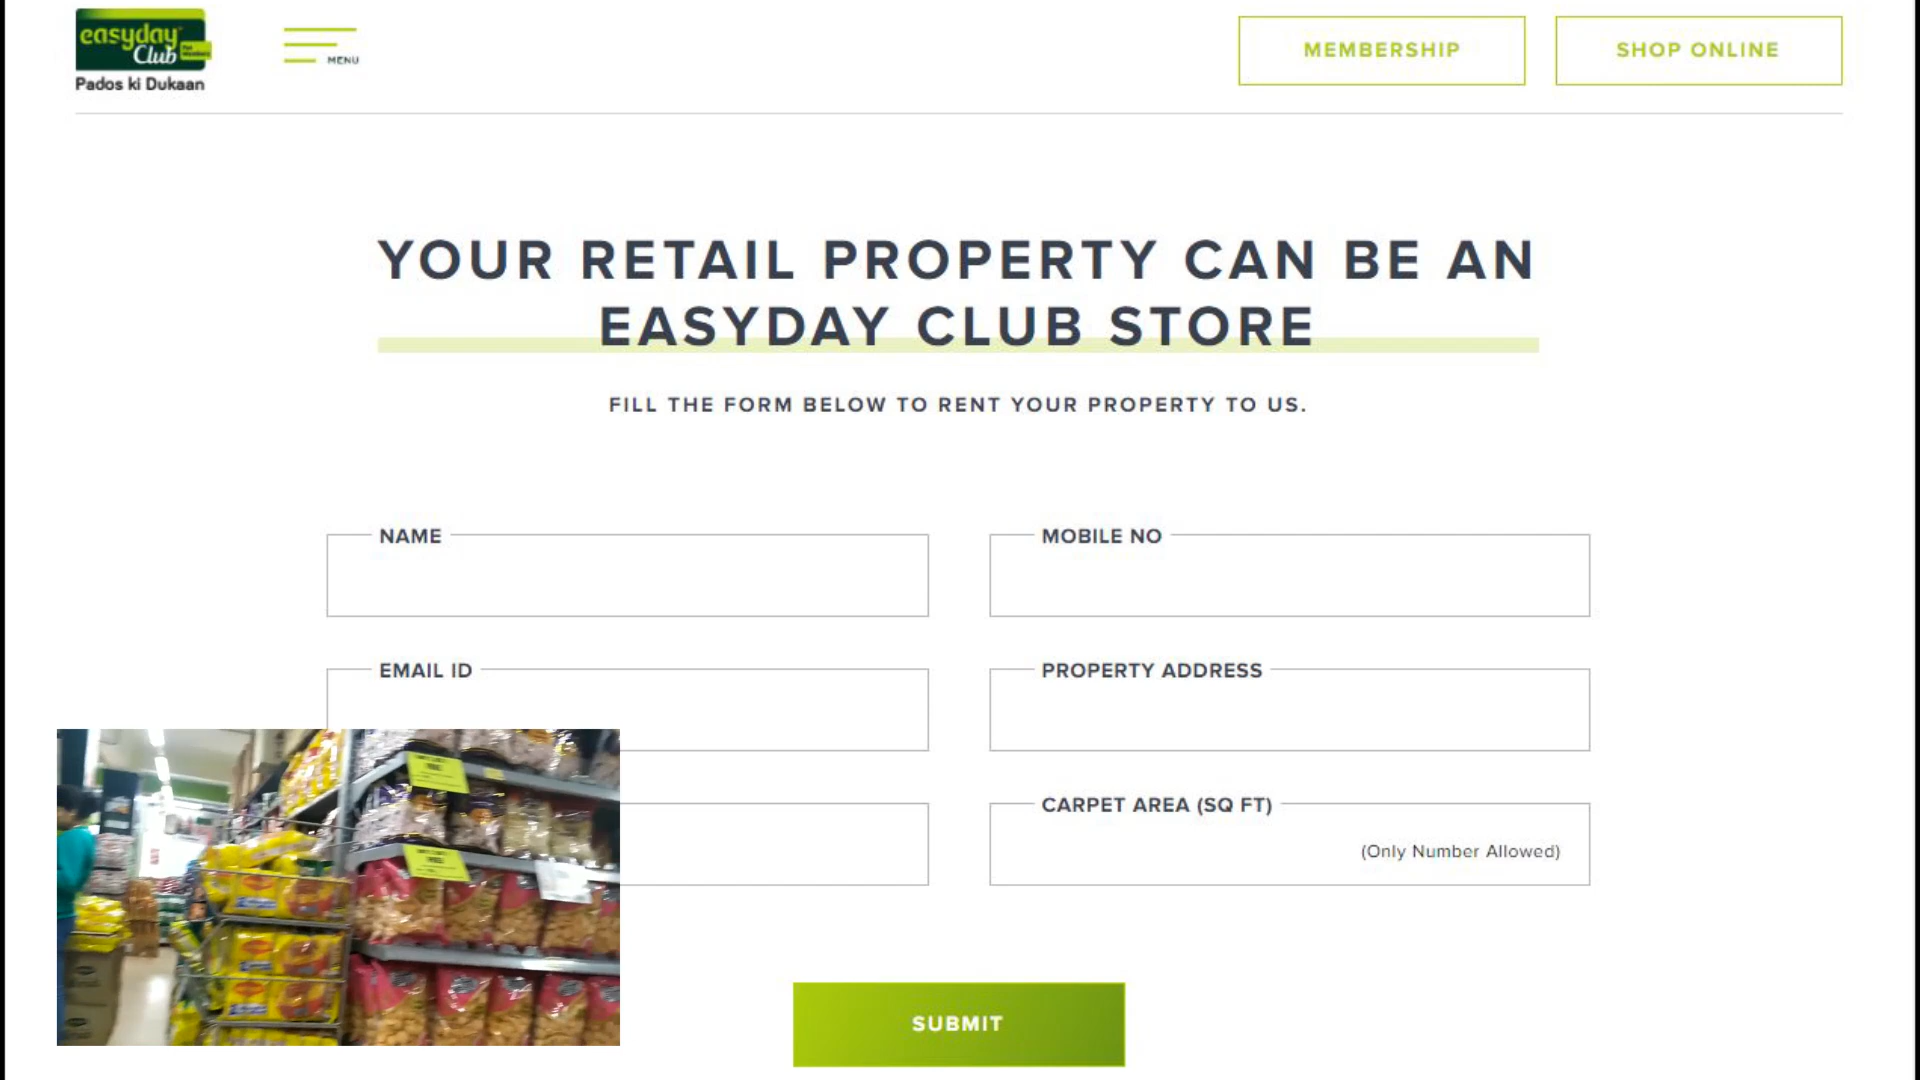 easyday
Club
Pados ki Dukaan
MENU
MEMBERSHIP
SHOP ONLINE
YOUR RETAIL PROPERTY CAN BE AN
EASYDAY CLUB STORE
FILL THE FORM BELOW TO RENT YOUR PROPERTY TO US.
NAME
MOBILE NO
EMAIL ID
PROPERTY ADDRESS
CARPET AREA (SQ FT)
(Only Number Allowed)
SUBMIT